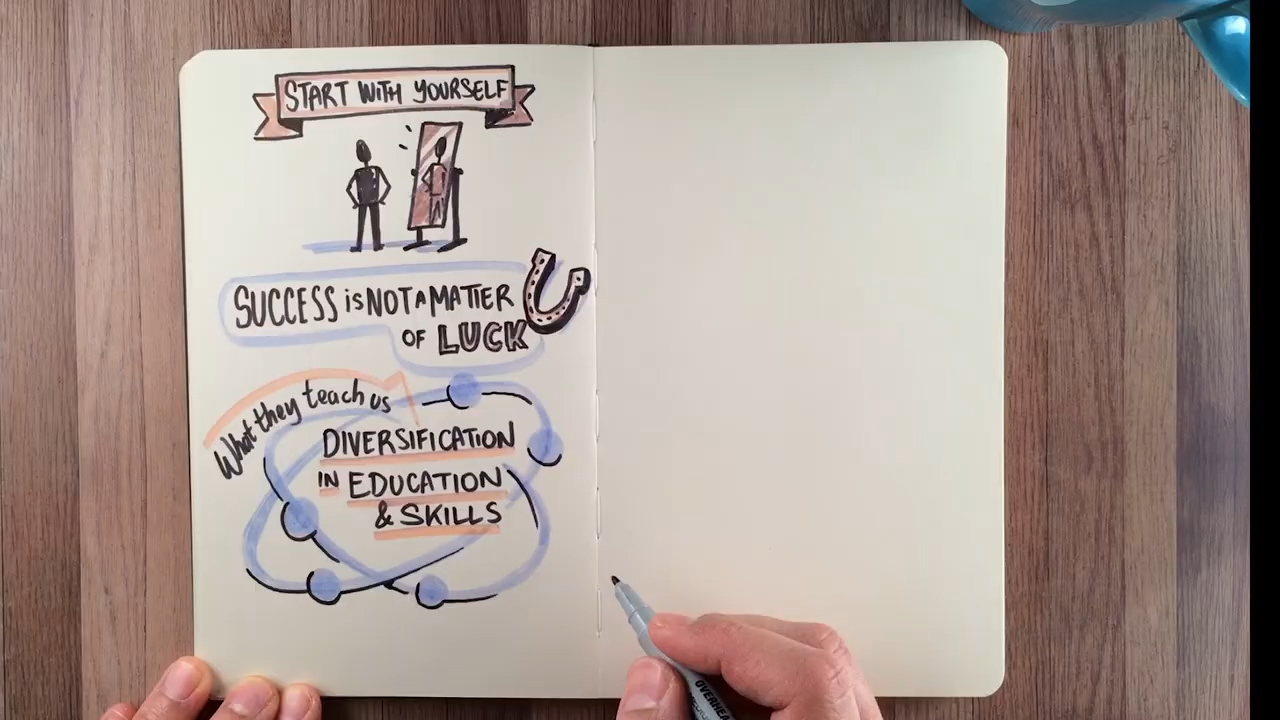 START WITH YOURSELF
SUCCESS is NOT A MATTER
OF LUCK
What they teach us
DIVERSIFICATION
IN EDUCATION
& SKILLS